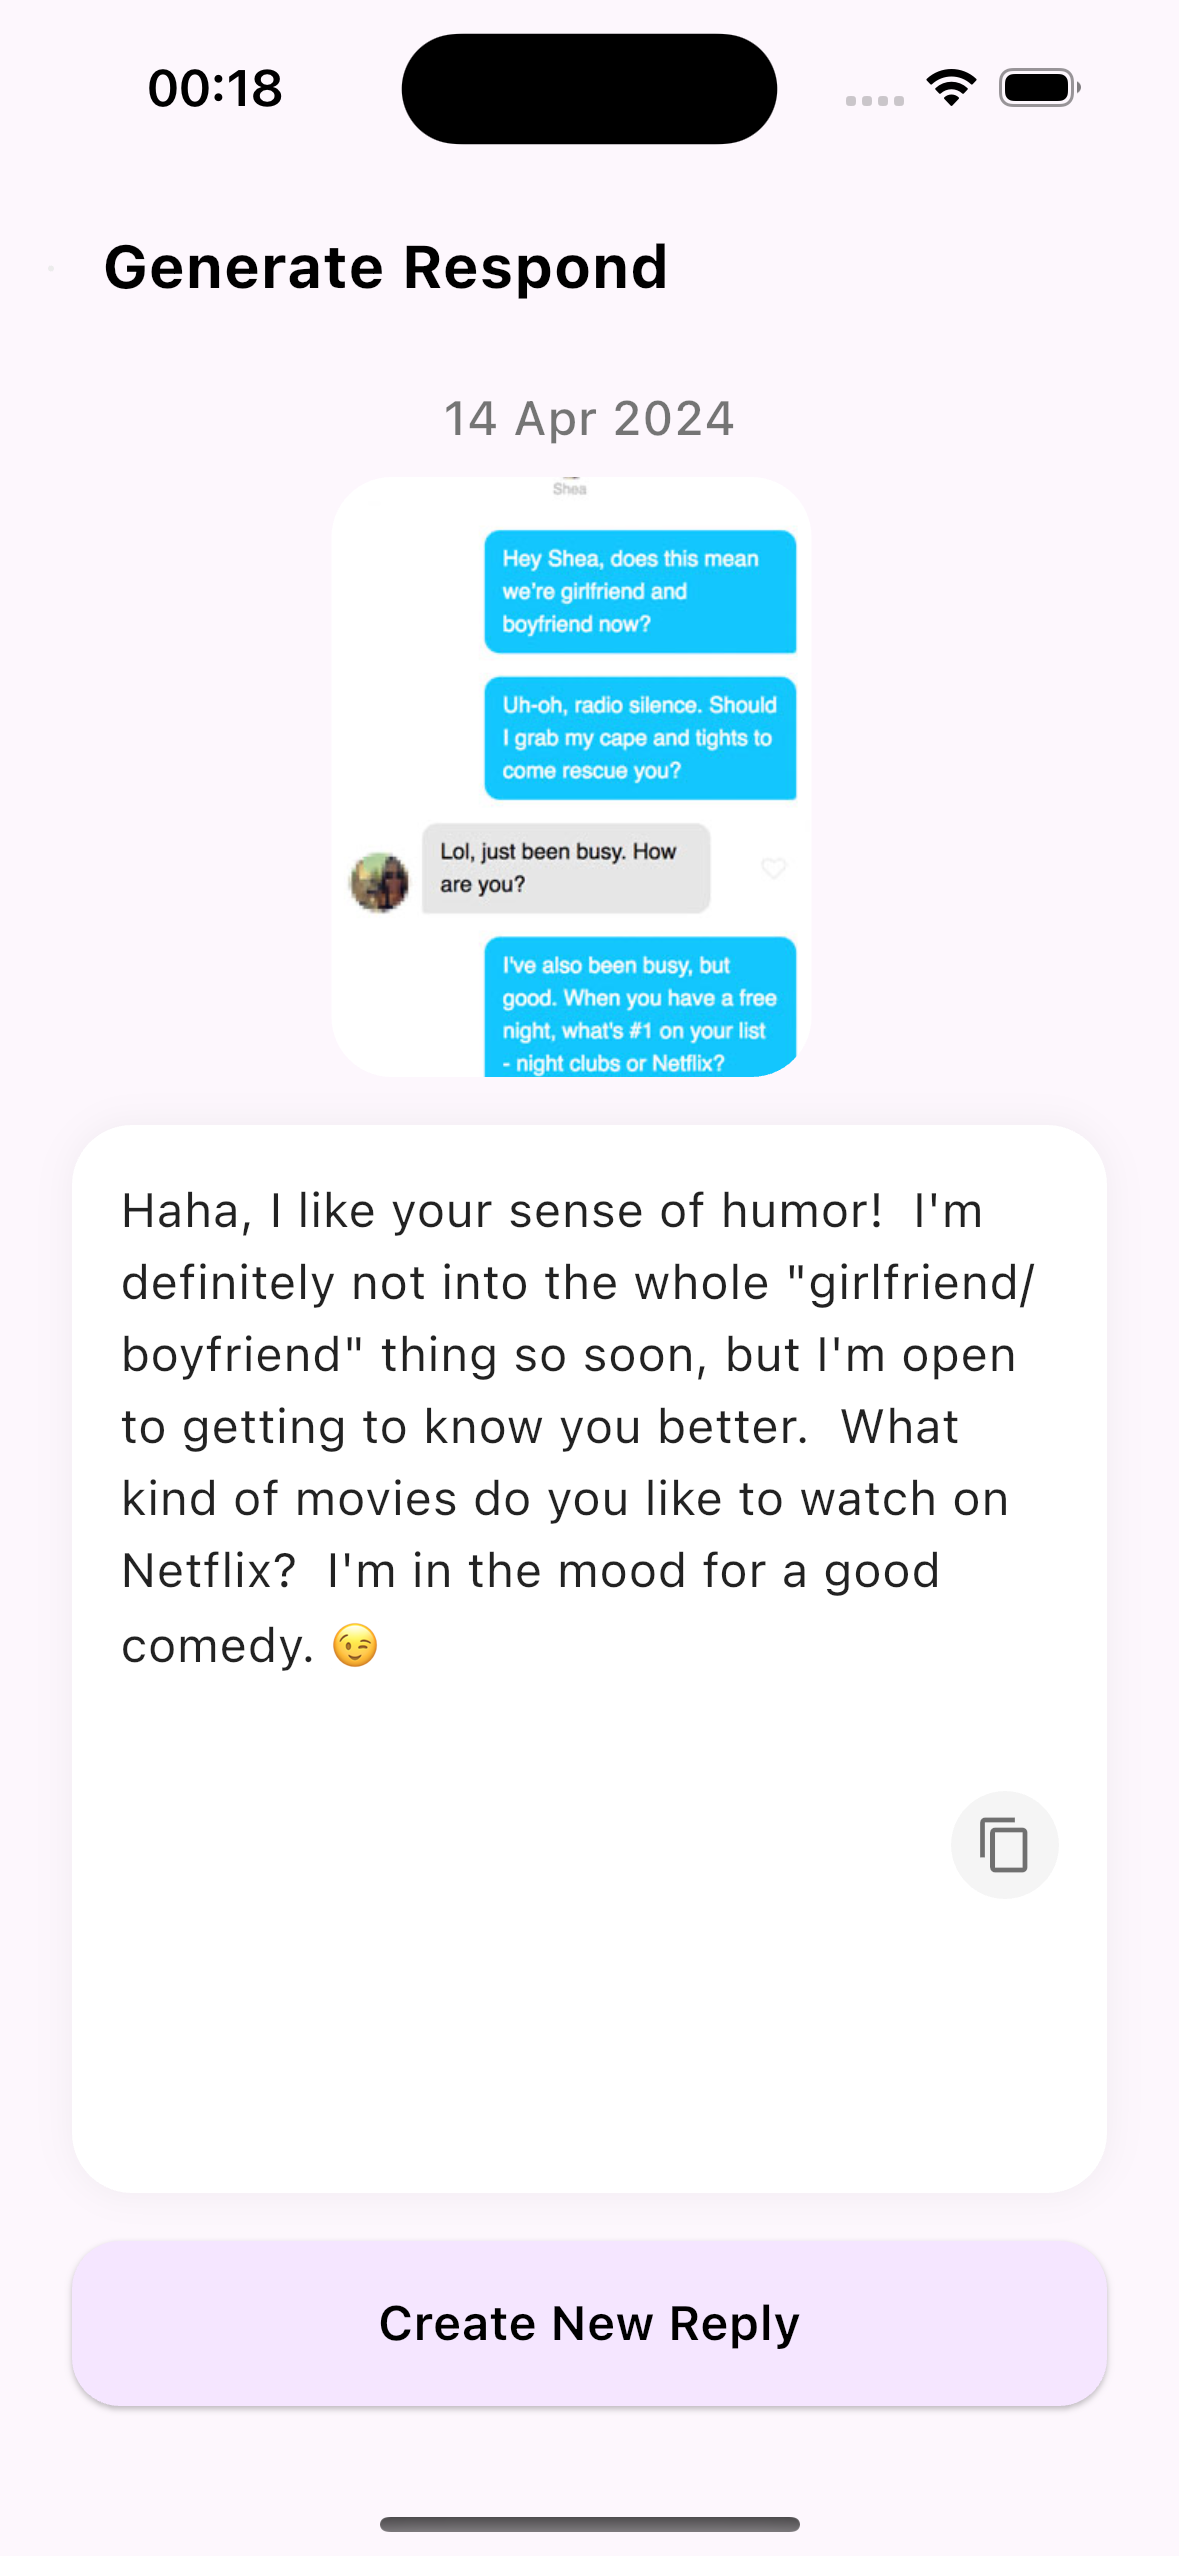 00:18
Generate Respond
14 Apr 2024
Shea
Hey Shea, does this mean
we're girlfriend and
boyfriend now?
Uh-oh, radio silence. Should
I grab my cape and tights to
come rescue you?
Lol, just been busy. How
are you?
I've also been busy, but
good. When you have a free
night, what's #1 on your list
- night clubs or Netflix?
Haha, I like your sense of humor!  I'm
definitely not into the whole "girlfriend/
boyfriend" thing so soon, but I'm open
to getting to know you better.  What
kind of movies do you like to watch on
Netflix?  I'm in the mood for a good
comedy. 😉
Create New Reply